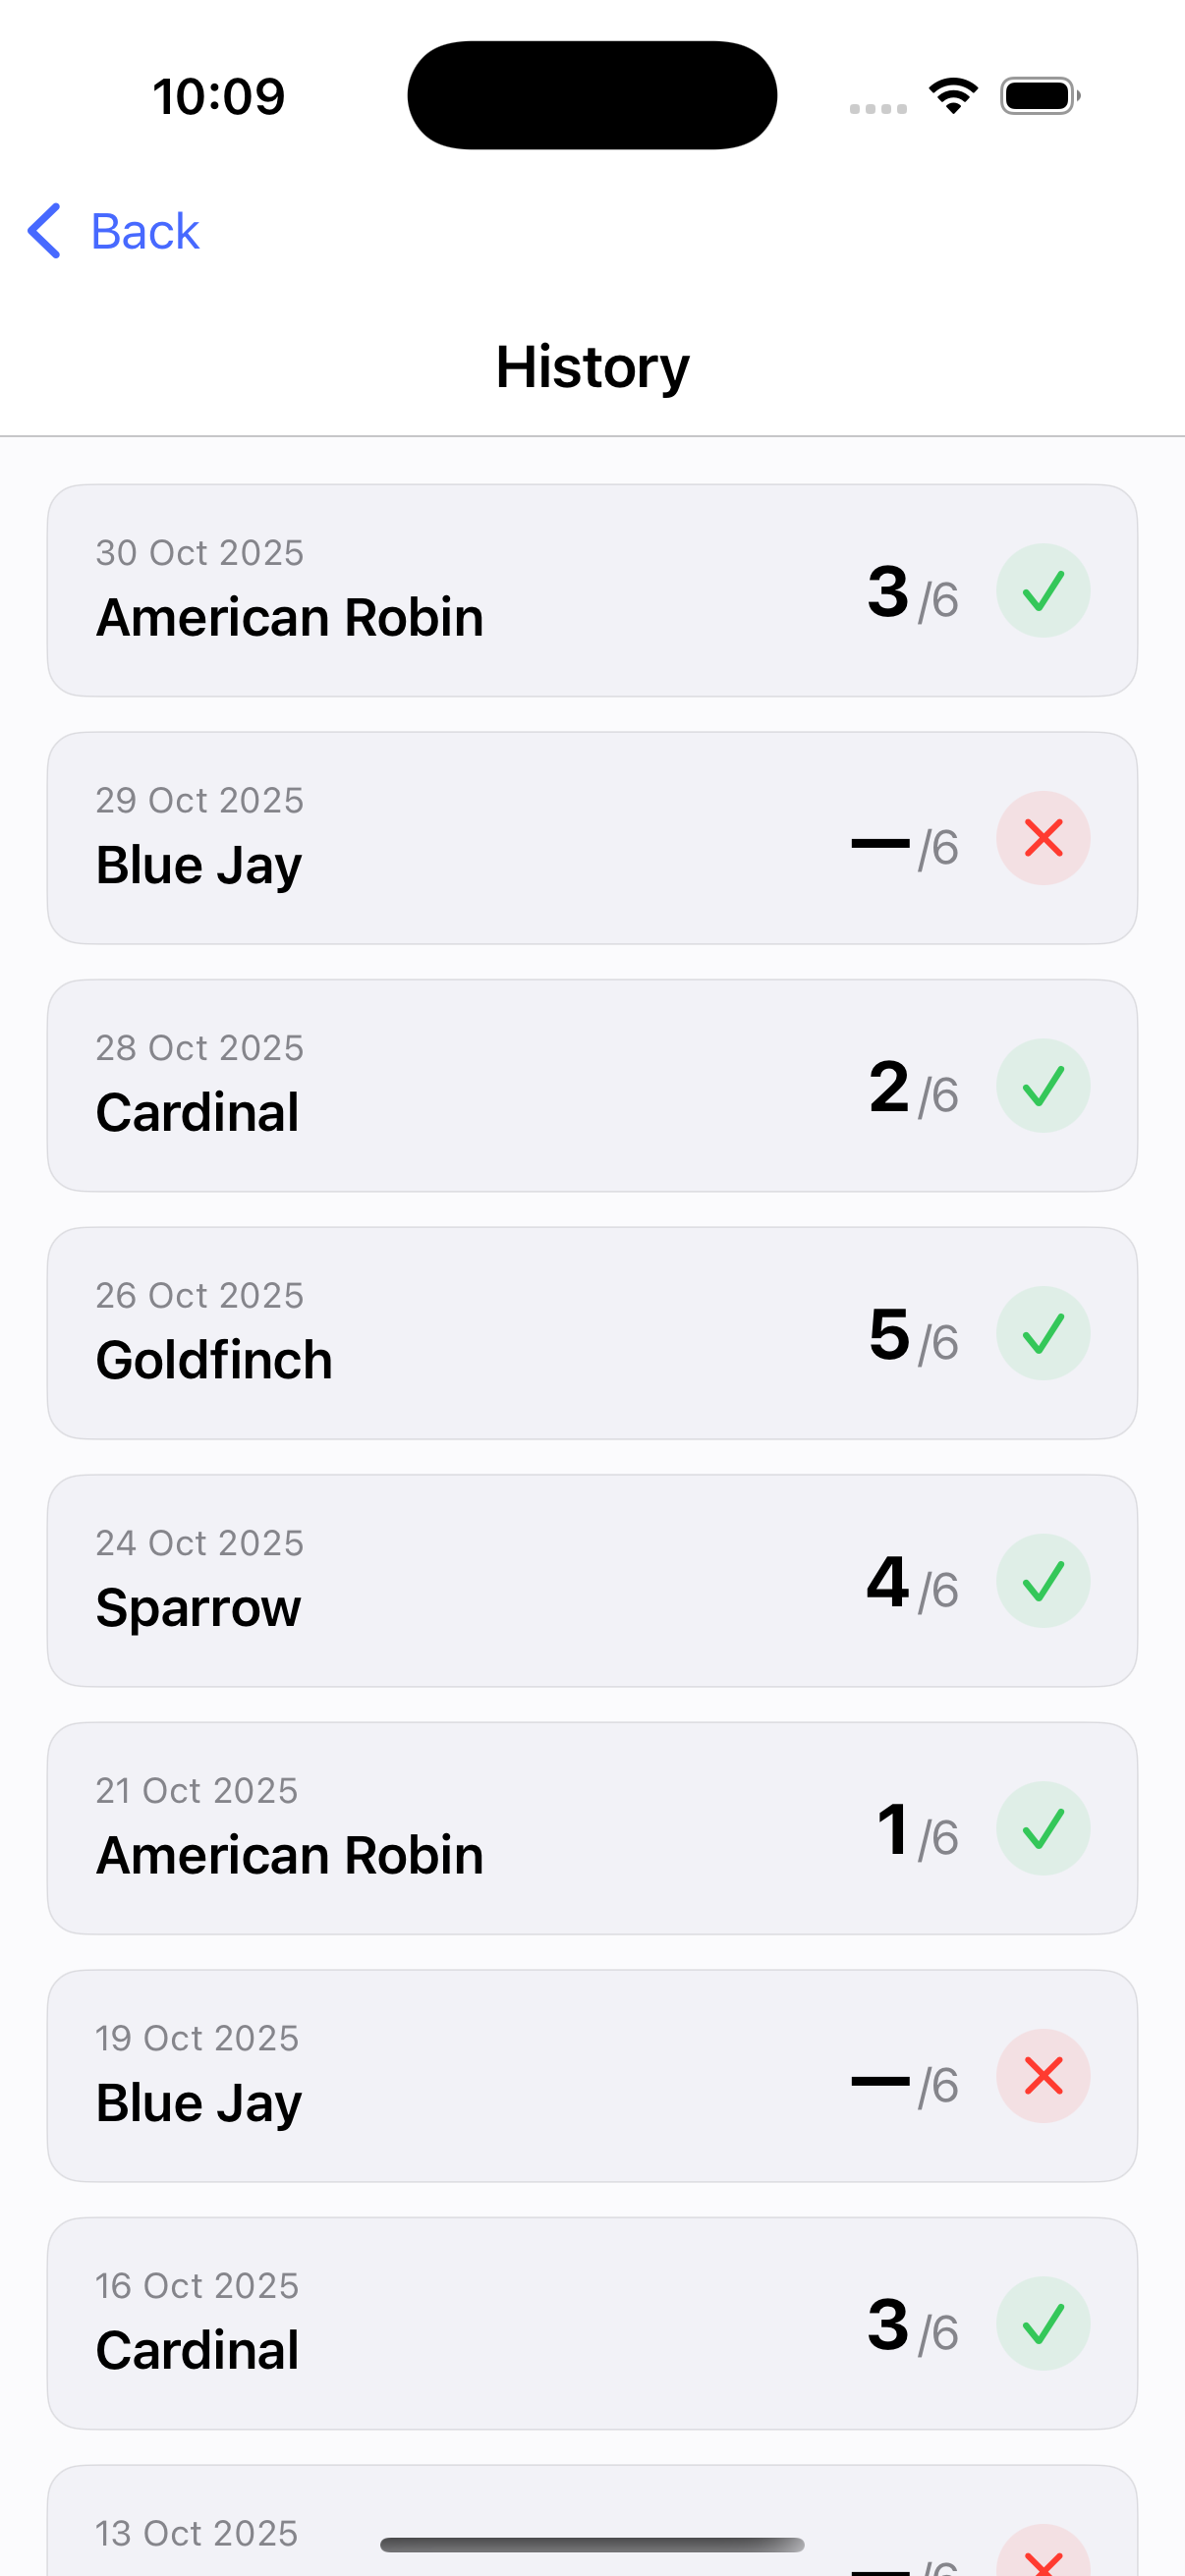 10:09
Back
History
30 Oct 2025
American Robin
3/6
29 Oct 2025
Blue Jay
—/6
28 Oct 2025
Cardinal
2/6
26 Oct 2025
Goldfinch
5/6
24 Oct 2025
Sparrow
4/6
21 Oct 2025
American Robin
1/6
19 Oct 2025
Blue Jay
—/6
16 Oct 2025
Cardinal
3/6
13 Oct 2025
—/6